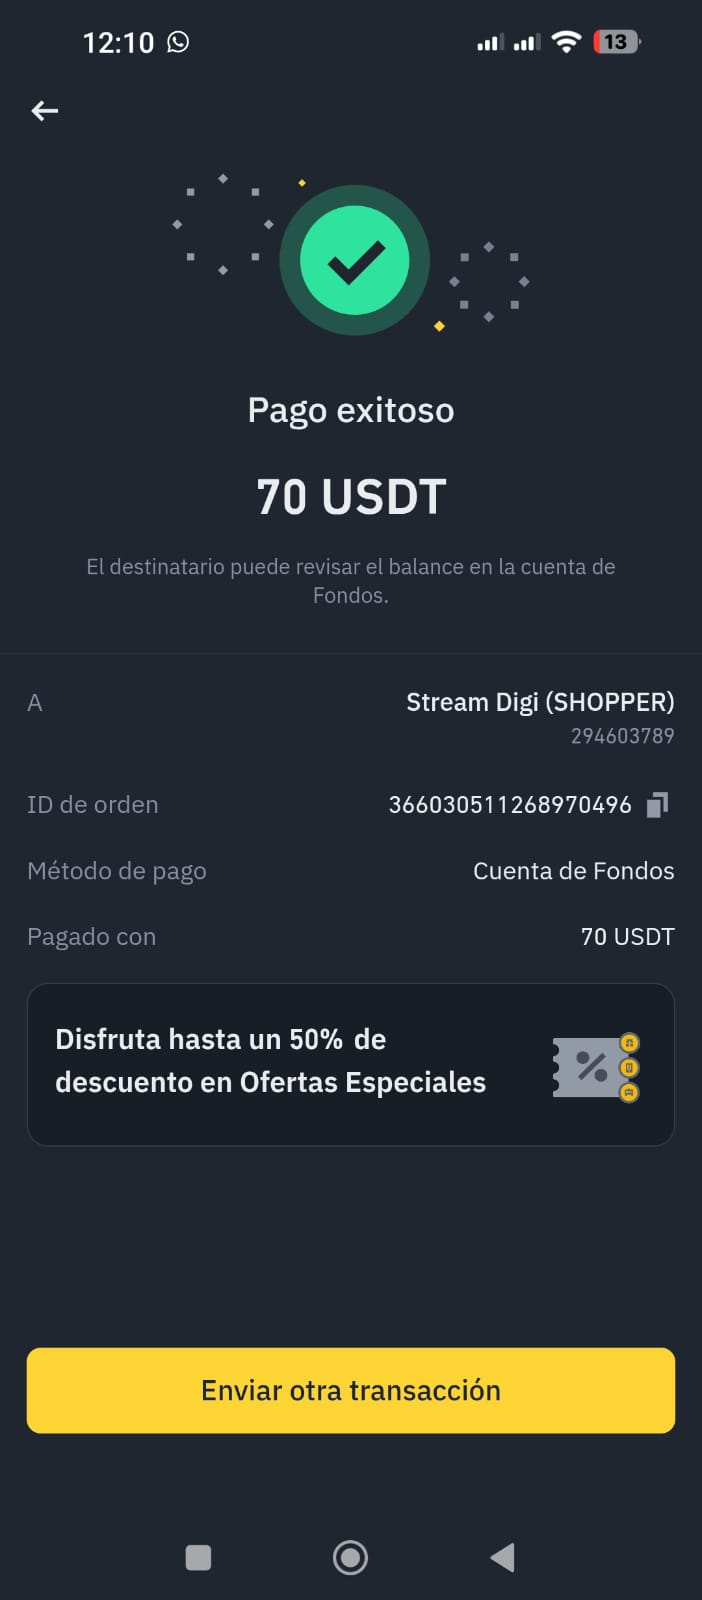 12:10
13
Pago exitoso
70 USDT
El destinatario puede revisar el balance en la cuenta de
Fondos.
A
Stream Digi (SHOPPER)
294603789
ID de orden
366030511268970496
Método de pago
Cuenta de Fondos
Pagado con
70 USDT
Disfruta hasta un 50% de
descuento en Ofertas Especiales
%
Enviar otra transacción